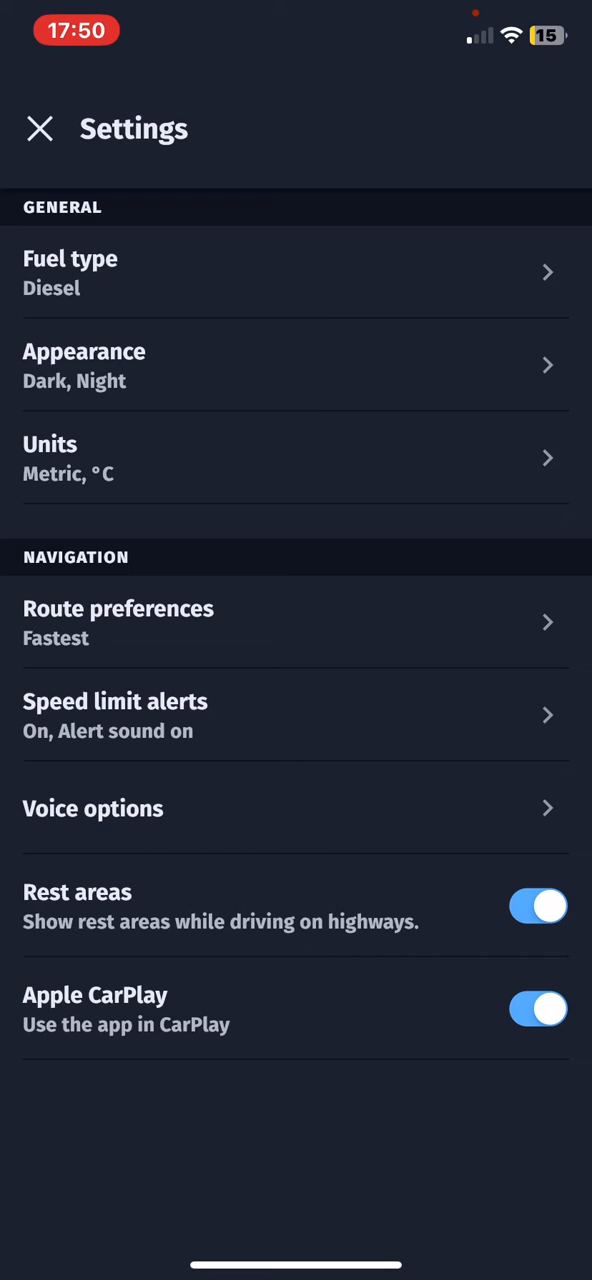 17:50
15
Settings
GENERAL
Fuel type
Diesel
Appearance
Dark, Night
Units
Metric, °C
NAVIGATION
Route preferences
Fastest
Speed limit alerts
On, Alert sound on
Voice options
Rest areas
Show rest areas while driving on highways.
Apple CarPlay
Use the app in CarPlay